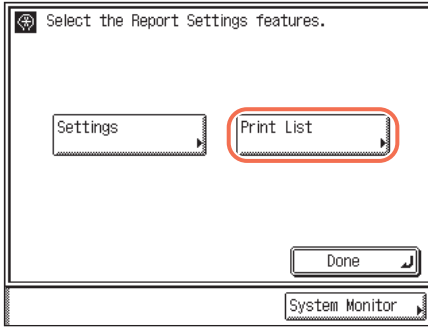 Select the Report Settings features.
Settings
Print List
Done
System Monitor